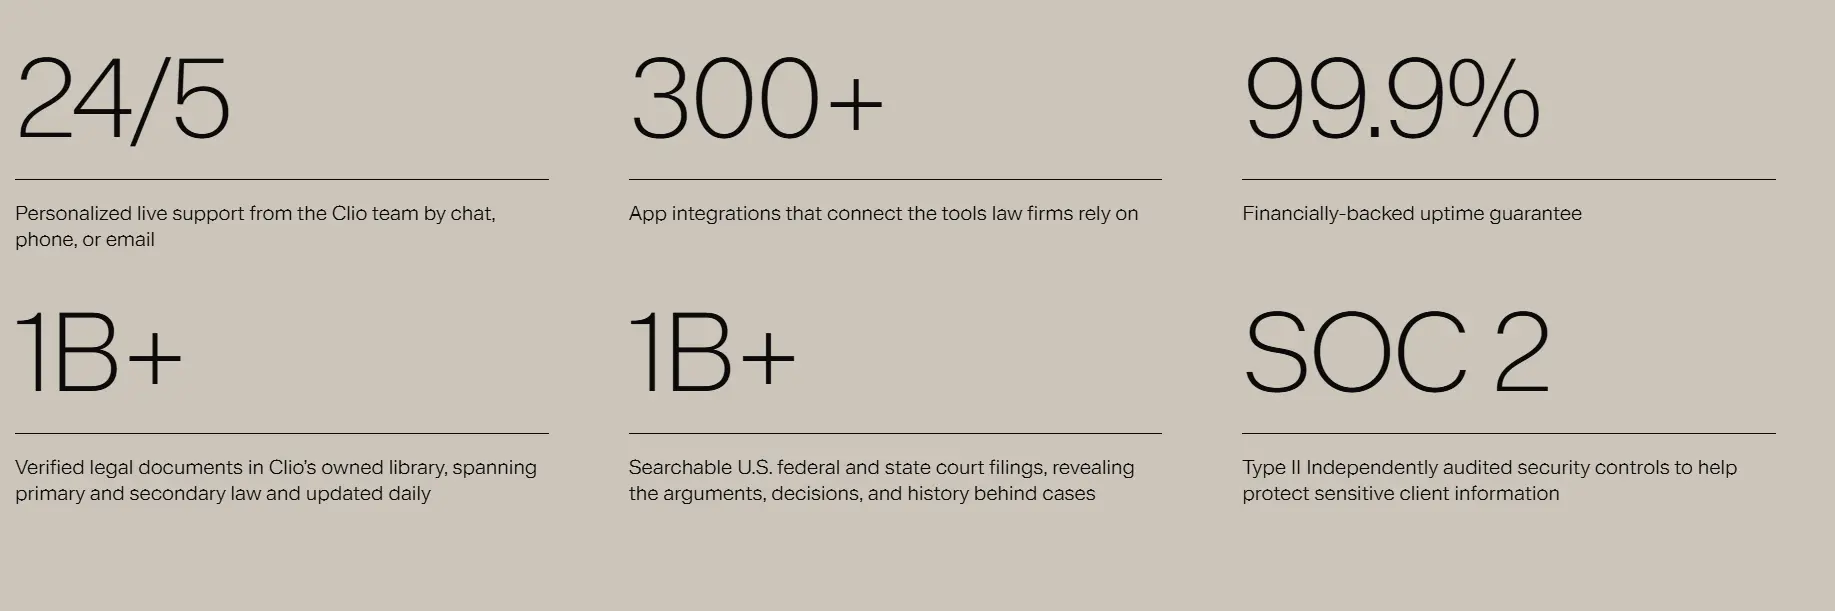 24/5
Personalized live support from the Clio team by chat,
phone, or email
300+
App integrations that connect the tools law firms rely on
99.9%
Financially-backed uptime guarantee
1B+
Verified legal documents in Clio’s owned library, spanning
primary and secondary law and updated daily
1B+
Searchable U.S. federal and state court filings, revealing
the arguments, decisions, and history behind cases
SOC 2
Type II Independently audited security controls to help
protect sensitive client information